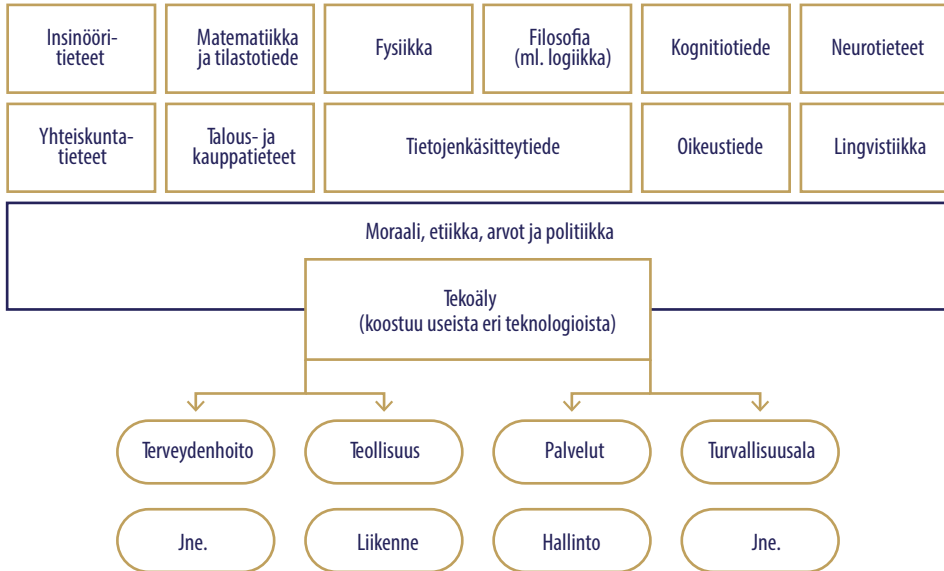 Insinööri-
tieteet
Matematiikka
ja tilastotiede
Fysiikka
Filosofia
(ml. logiikka)
Kognitiotiede
Neurotieteet
Yhteiskunta-
tieteet
Talous- ja
kauppatieteet
Tietojenkäsitteytiede
Oikeustiede
Lingvistiikka
Moraali, etiikka, arvot ja politiikka
Tekoäly
(koostuu useista eri teknologioista)
Terveydenhoito
Teollisuus
Palvelut
Turvallisuusala
Jne.
Liikenne
Hallinto
Jne.